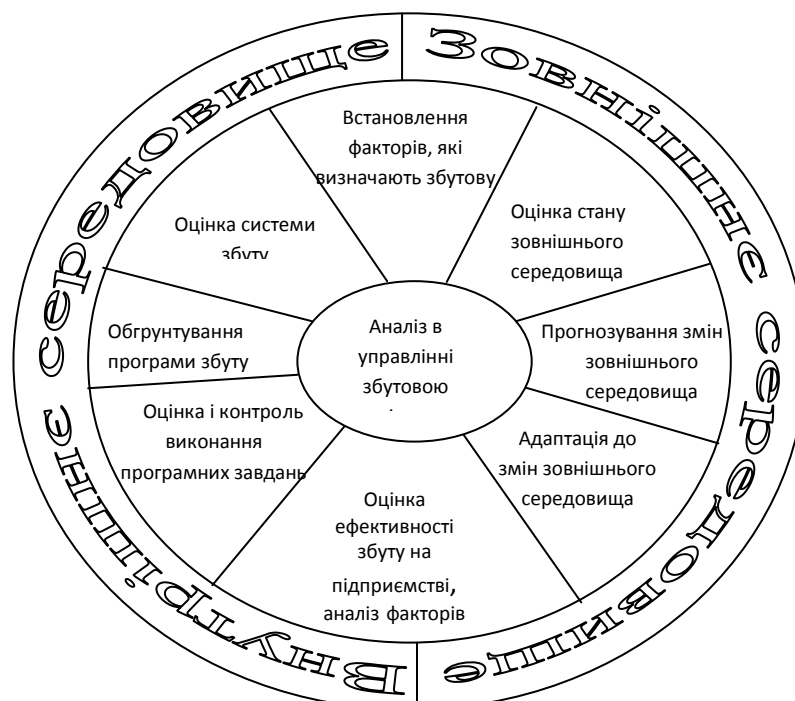 Внутрішнє середовище
Зовнішнє середовище
Встановлення
факторів, які
визначають збутову
Оцінка стану
зовнішнього
середовища
Прогнозування змін
зовнішнього
середовища
Адаптація до
змін зовнішнього
середовища
Оцінка
ефективності
збуту на
підприємстві,
аналіз факторів
Оцінка і контроль
виконання
програмних завдань
Обгрунтування
програми збуту
Оцінка системи
збуту
Аналіз в
управлінні
збутовою